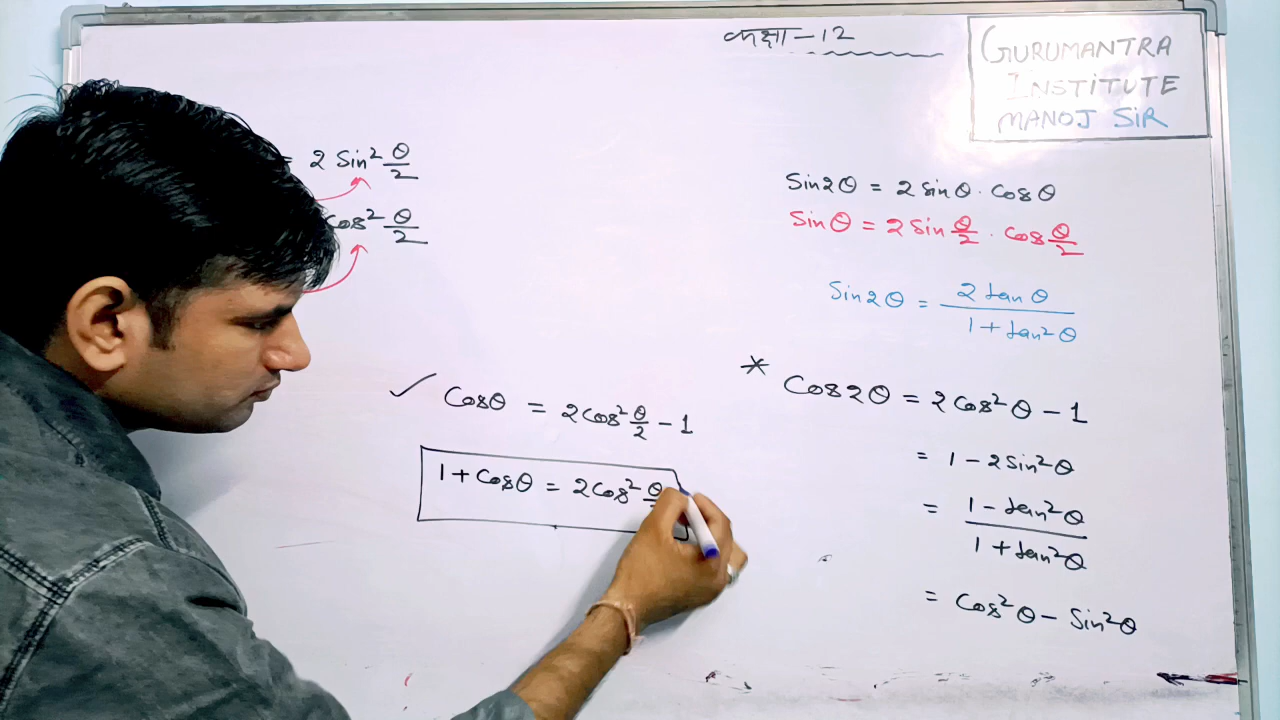 कक्षा - 12
GURUMANTRA
INSTITUTE
MANOJ SIR
= 2 Sin² θ/2
Cos² θ/2
Sin2θ = 2 sinθ · Cosθ
Sinθ = 2 Sin θ/2 · Cos θ/2
Sin2θ = 2 tanθ / 1 + tan²θ
✓ Cosθ = 2Cos² θ/2 - 1
1 + Cosθ = 2Cos² θ
* Cos2θ = 2Cos²θ - 1
= 1 - 2Sin²θ
= 1 - tan²θ / 1 + tan²θ
= Cos²θ - Sin²θ